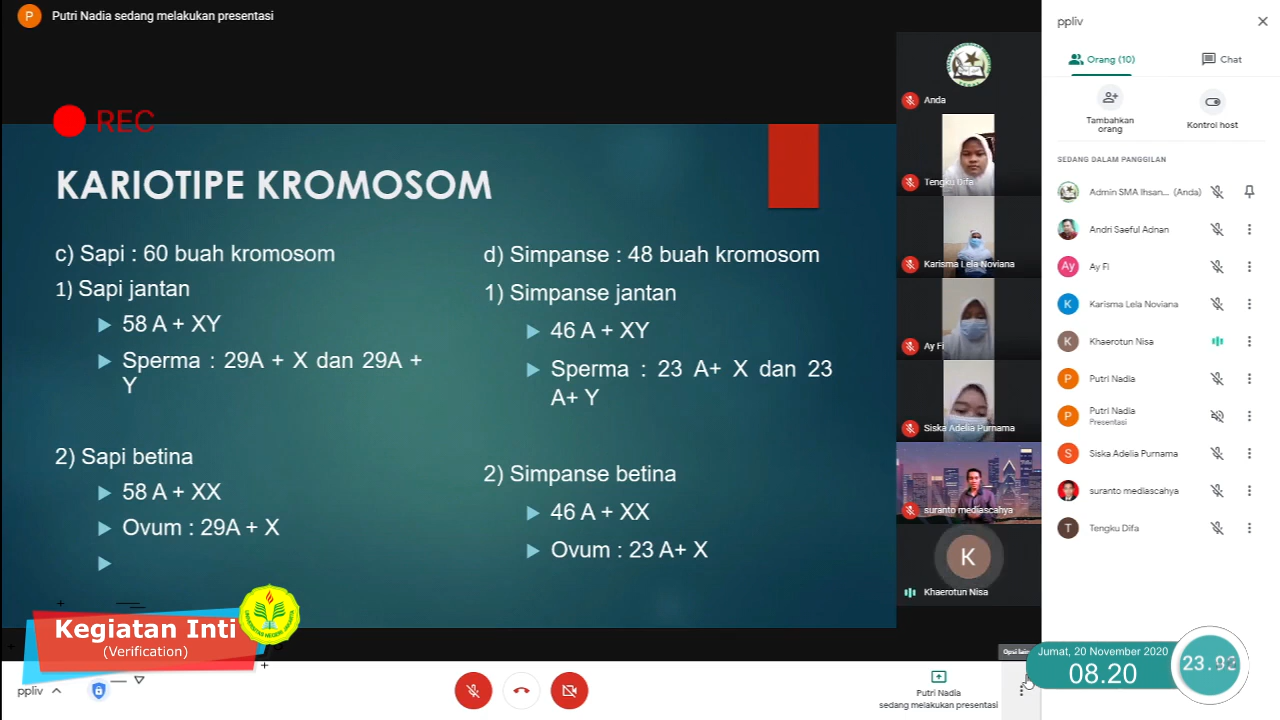 P
Putri Nadia sedang melakukan presentasi
REC
KARIOTIPE KROMOSOM
c) Sapi : 60 buah kromosom
1) Sapi jantan
58 A + XY
Sperma : 29A + X dan 29A +
Y
2) Sapi betina
58 A + XX
Ovum : 29A + X
d) Simpanse : 48 buah kromosom
1) Simpanse jantan
46 A + XY
Sperma : 23 A+ X dan 23
A+ Y
2) Simpanse betina
46 A + XX
Ovum : 23 A+ X
Kegiatan Inti
(Verification)
ppliv
Anda
Tengku Difa
Karisma Lela Noviana
Ay Fi
Siska Adelia Purnama
suranto mediascahya
K
Khaerotun Nisa
Putri Nadia
sedang melakukan presentasi
ppliv
Orang (10)
Chat
Tambahkan
orang
Kontrol host
SEDANG DALAM PANGGILAN
Admin SMA Ihsan... (Anda)
Andri Saeful Adnan
Ay
Ay Fi
K
Karisma Lela Noviana
K
Khaerotun Nisa
P
Putri Nadia
P
Putri Nadia
Presentasi
S
Siska Adelia Purnama
suranto mediascahya
T
Tengku Difa
Jumat, 20 November 2020
08.20